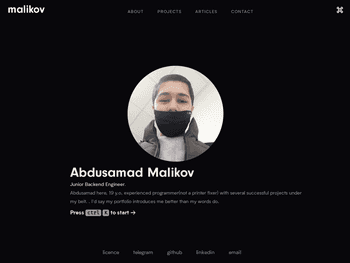 malikov
ABOUT PROJECTS ARTICLES CONTACT
Abdusamad Malikov
Junior Backend Engineer.
Abdusamad here, 19 y.o. experienced programmer(not a printer fixer) with several successful projects under
my belt... I'd say my portfolio introduces me better than my words do.
Press ctrl K to start →
licence telegram github linkedin email